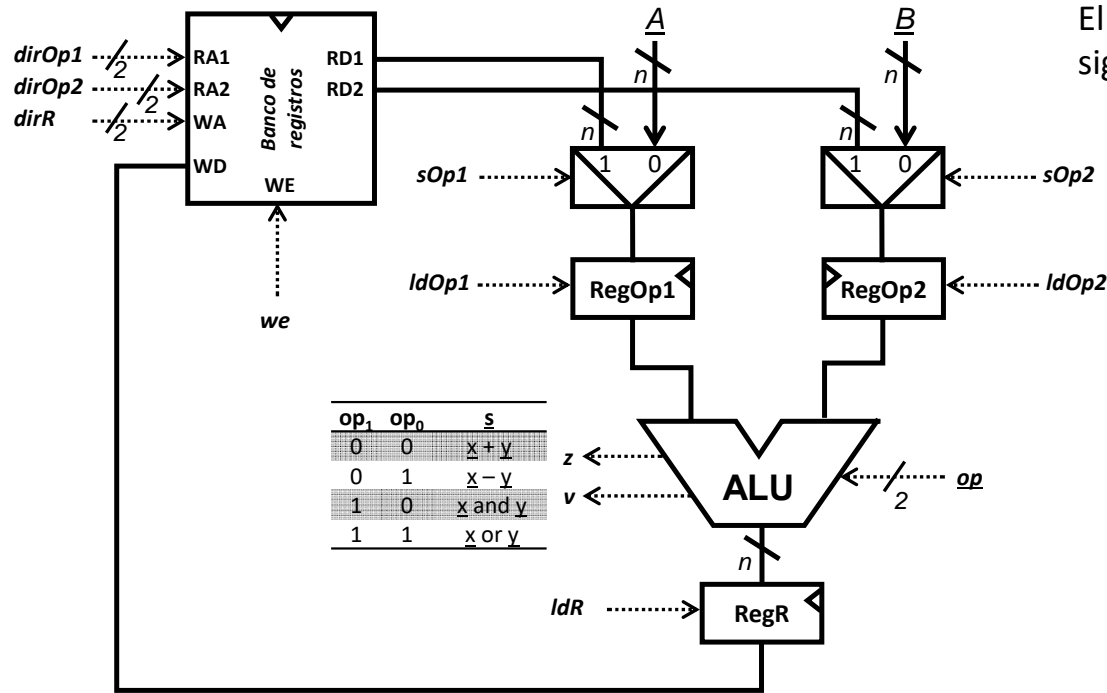 A
B
El
sig
dirOp1
2
RA1
RD1
dirOp2
2
RA2
RD2
dirR
2
WA
WD
Banco de
registros
WE
we
n
n
n
n
sOp1
1 0
1 0
sOp2
ldOp1
RegOp1
RegOp2
ldOp2
op1 op0 s
0 0 x + y
0 1 x – y
1 0 x and y
1 1 x or y
z
v
ALU
2
op
n
ldR
RegR